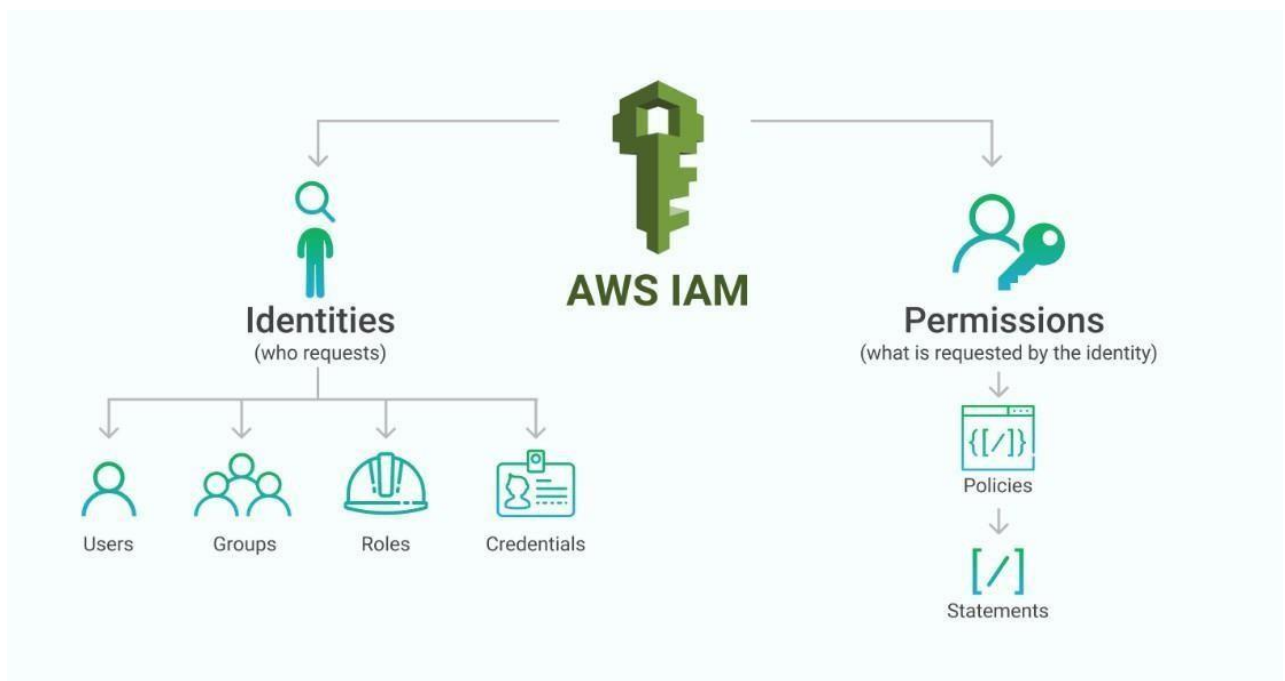 AWS IAM
Identities
(who requests)
Users
Groups
Roles
Credentials
Permissions
(what is requested by the identity)
{[/]}
Policies
[/]
Statements